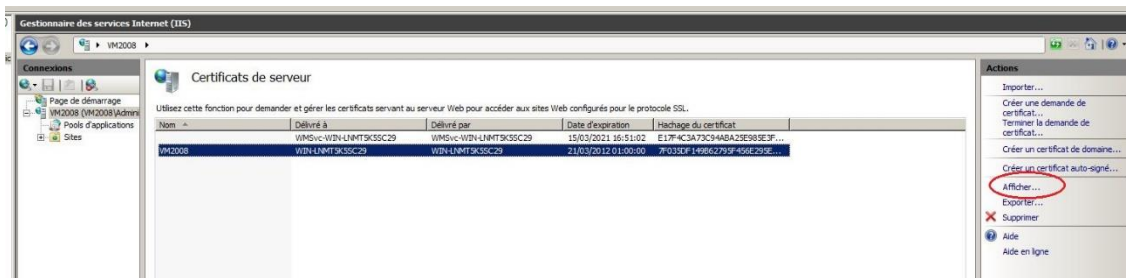 Gestionnaire des services Internet (IIS)
VM2008
Connexions
Page de démarrage
VM2008 (VM2008\Admini
Pools d'applications
Sites
Certificats de serveur
Utilisez cette fonction pour demander et gérer les certificats servant au serveur Web pour accéder aux sites Web configurés pour le protocole SSL.
Nom Délivré à Délivré par Date d'expiration Hachage du certificat
WMSvc-WIN-LNMT5K5SC29 WMSvc-WIN-LNMT5K5SC29 15/03/2021 16:51:02 E17F4C3A73C94ABA25E985E3F...
VM2008 WIN-LNMT5K5SC29 WIN-LNMT5K5SC29 21/03/2012 01:00:00 7F035DF149B62795F456E295E...
Actions
Importer...
Créer une demande de
certificat...
Terminer la demande de
certificat...
Créer un certificat de domaine...
Créer un certificat auto-signé...
Afficher...
Exporter...
Supprimer
Aide
Aide en ligne